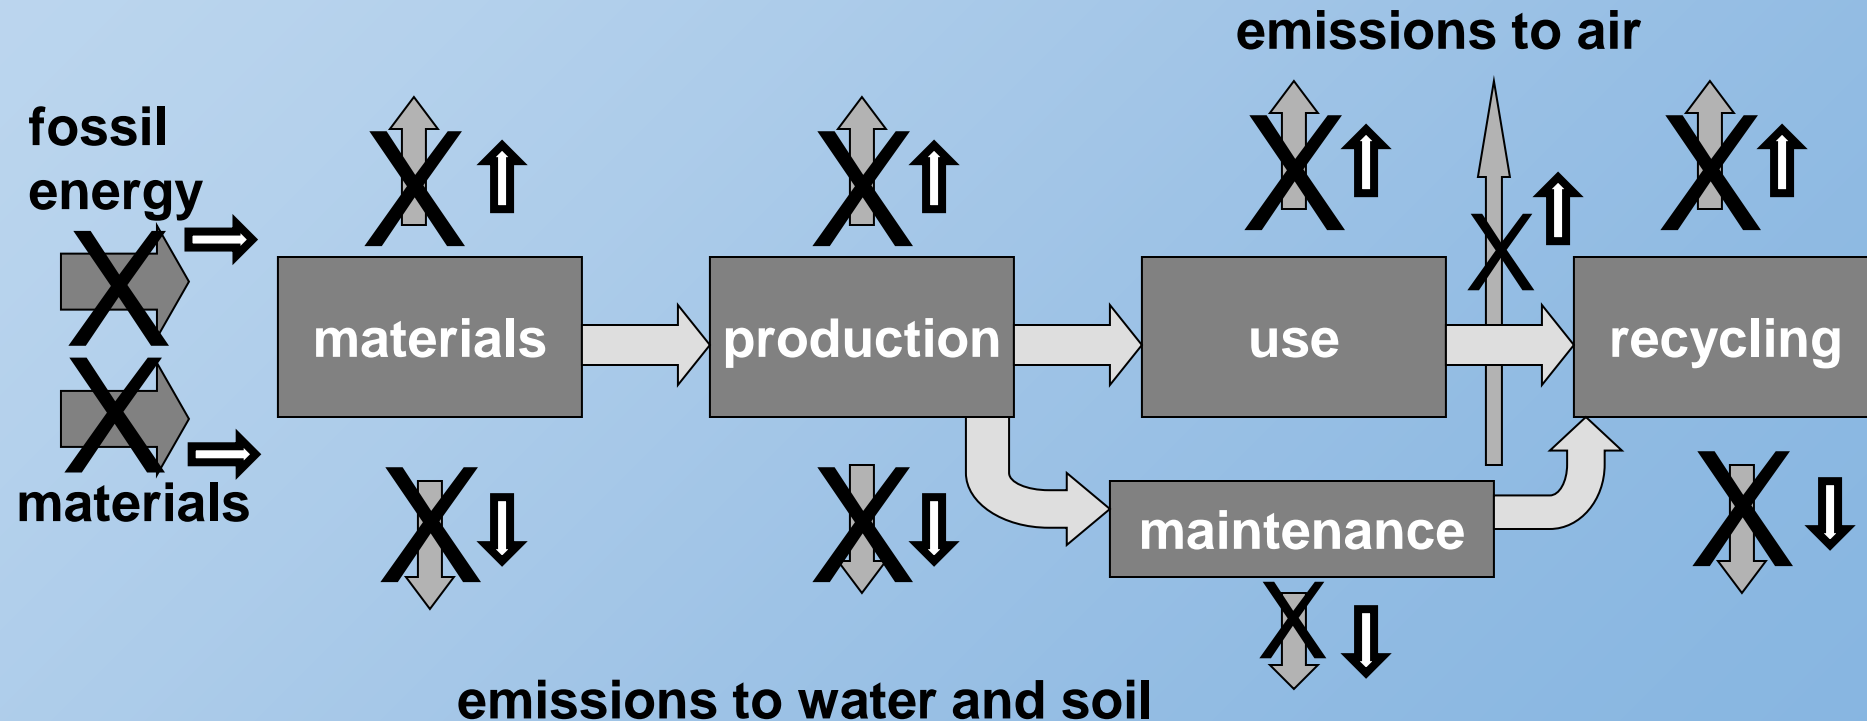 emissions to air
fossil
energy
materials
production
use
recycling
materials
maintenance
emissions to water and soil